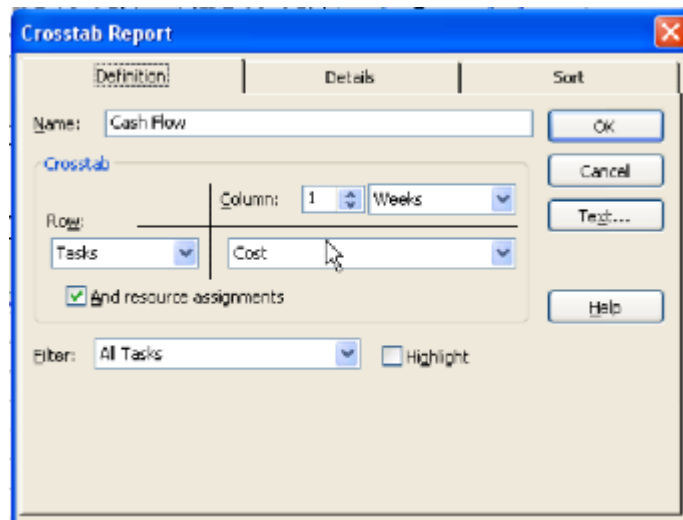 Crosstab Report
Definition Details Sort
Name: Cash Flow OK
Crosstab Cancel
Column: 1 Weeks Text...
Row:
Tasks Cost
And resource assignments Help
Filter: All Tasks Highlight